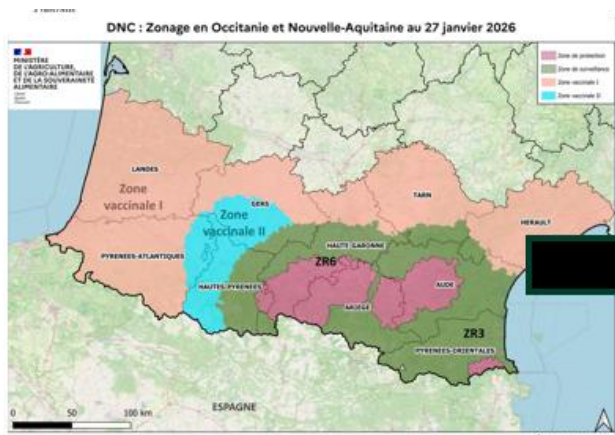 DNC : Zonage en Occitanie et Nouvelle-Aquitaine au 27 janvier 2026
MINISTÈRE
DE L'AGRICULTURE,
DE L'AGRO-ALIMENTAIRE
ET DE LA SOUVERAINETÉ
ALIMENTAIRE
Zone de protection
Zone de surveillance
Zone vaccinale I
Zone vaccinale II
LANDES
Zone
vaccinale I
GERS
Zone
vaccinale II
TARN
HERAULT
PYRENEES-ATLANTIQUES
HAUTE-GARONNE
ZR6
HAUTES-PYRENEES
AUDE
ARIEGE
ZR3
PYRENEES-ORIENTALES
ESPAGNE
0 50 100 km